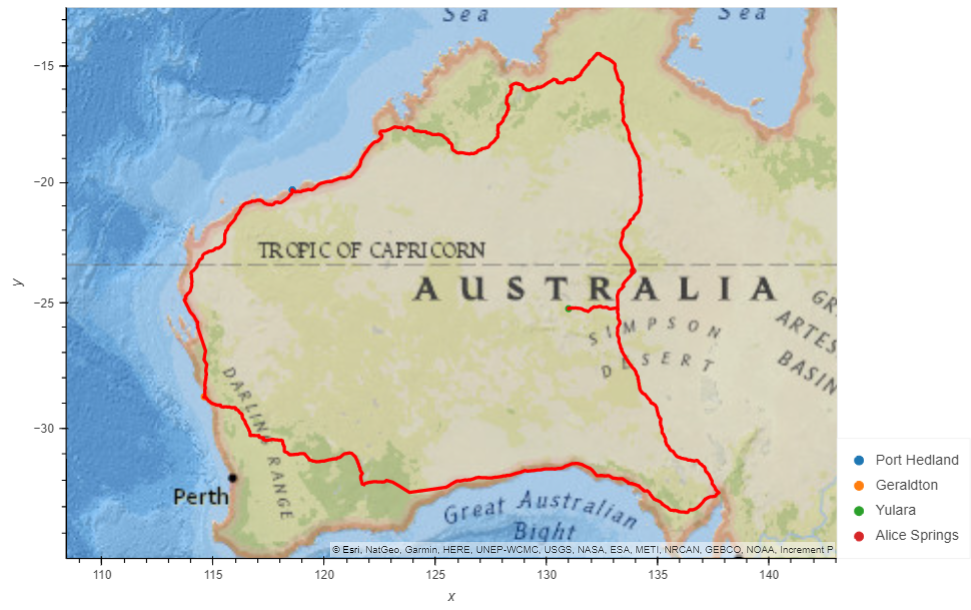 Sea
Sea
−15
−20
TROPIC OF CAPRICORN
AUSTRALIA
−25
y
SIMPSON
DESERT
GR
ARTES
BASIN
DARLING RANGE
−30
Perth
Great Australian
Bight
Port Hedland
Geraldton
Yulara
Alice Springs
© Esri, NatGeo, Garmin, HERE, UNEP-WCMC, USGS, NASA, ESA, METI, NRCAN, GEBCO, NOAA, Increment P
110
115
120
125
130
135
140
x